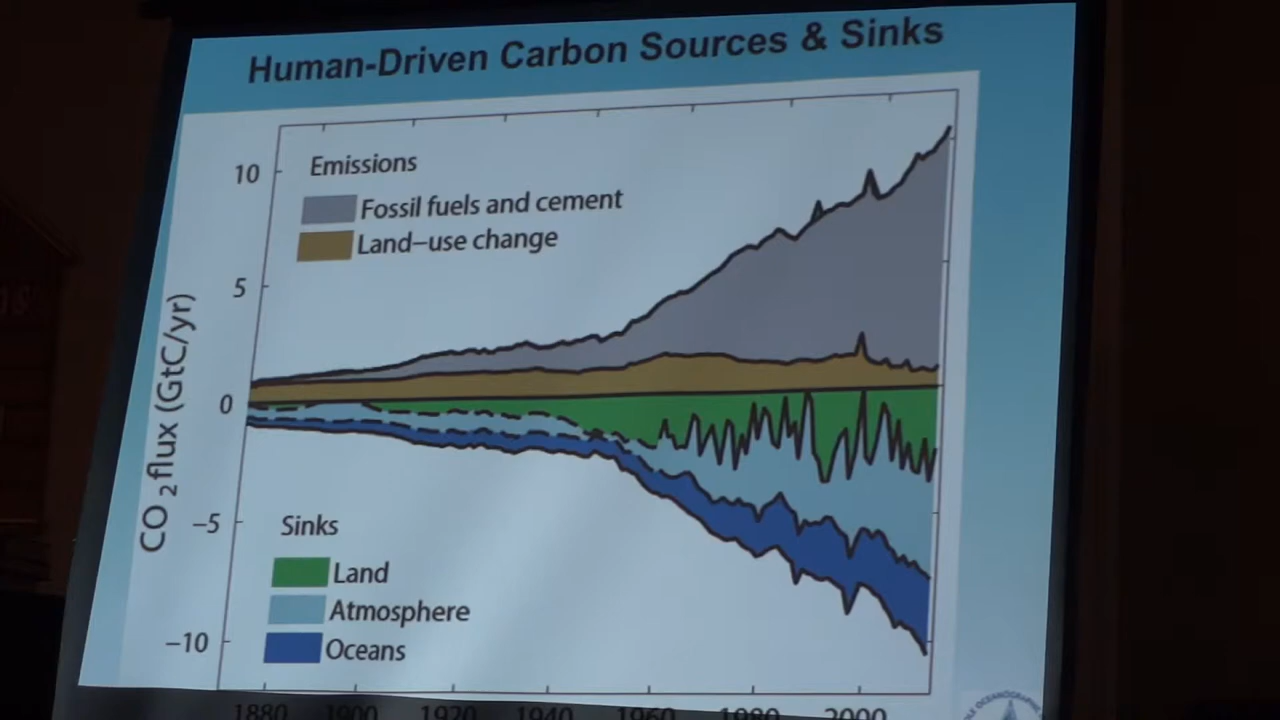 Human-Driven Carbon Sources & Sinks
Emissions
Fossil fuels and cement
Land-use change
10
5
0
-5
-10
CO2 flux (GtC/yr)
Sinks
Land
Atmosphere
Oceans
1880 1900 1920 1940 1960 1980 2000
OCEANOGRAPHIC